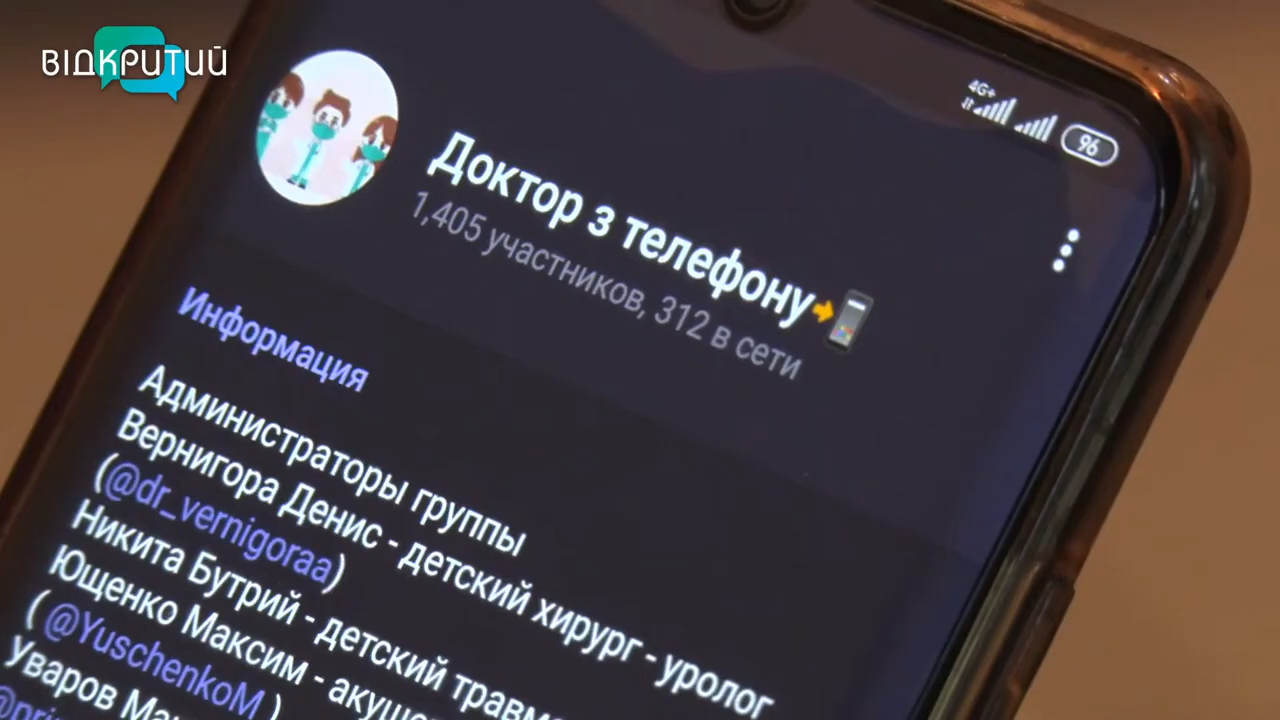 ВІДКРИТИЙ
4G+
96
Доктор з телефону
1,405 участников, 312 в сети
Информация
Администраторы группы
Вернигора Денис - детский хирург - уролог
(@dr_vernigoraa)
Никита Бутрий - детский
Ющенко Максим -
( @YuschenkoM )
Уваров